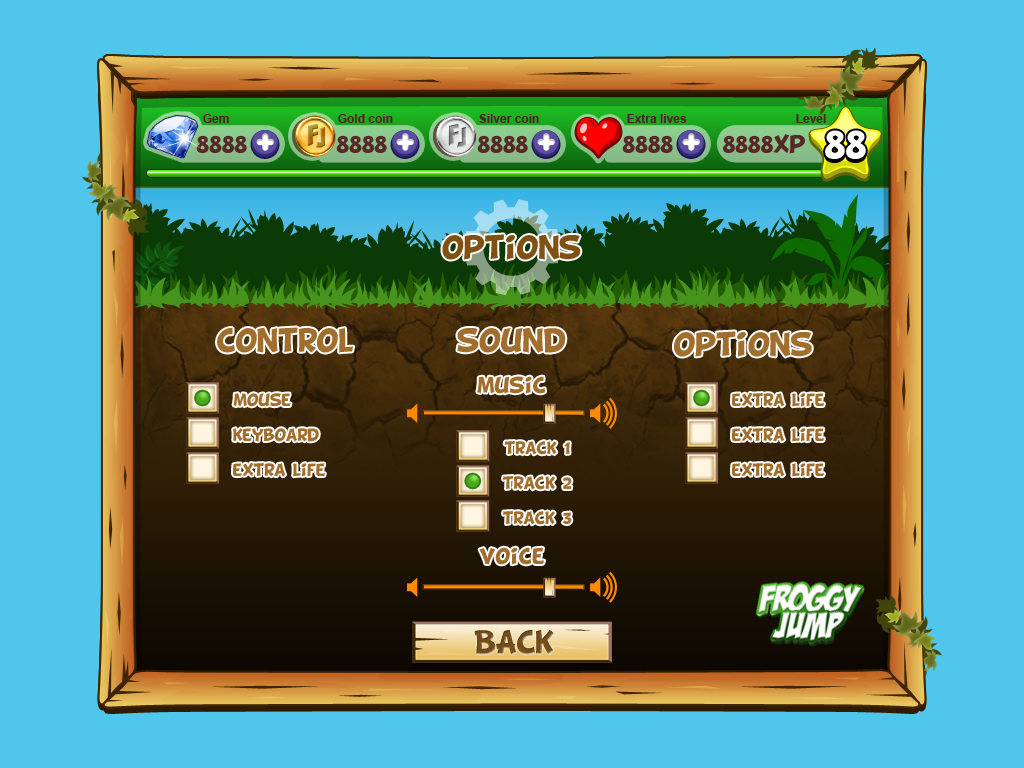 Gem
8888
Gold coin
FJ
8888
Silver coin
FJ
8888
Extra lives
8888
Level
8888XP
88
OPTiONS
CONTROL
MOUSE
KEYBOARD
EXTRA LiFE
SOUND
MUSiC
TRACK 1
TRACK 2
TRACK 3
VOiCE
OPTiONS
EXTRA LiFE
EXTRA LiFE
EXTRA LiFE
BACK
FROGGY
JUMP